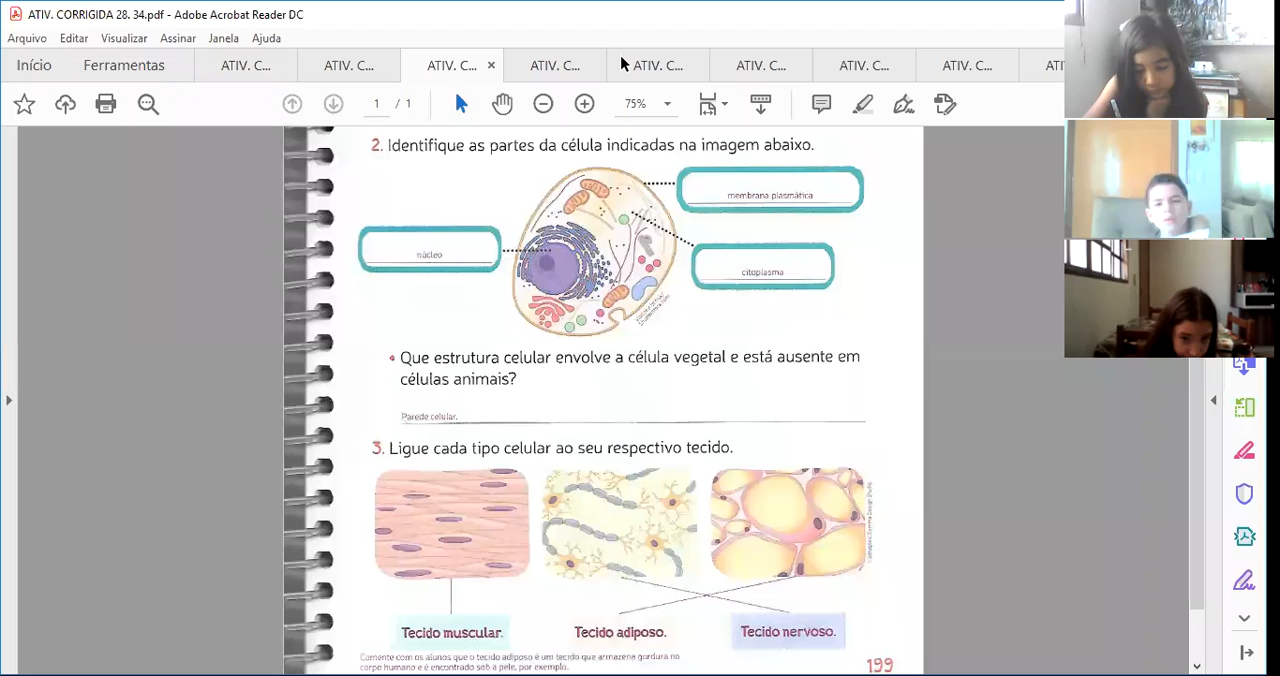 ATIV. CORRIGIDA 28. 34.pdf - Adobe Acrobat Reader DC
Arquivo Editar Visualizar Assinar Janela Ajuda
Início Ferramentas ATIV. C... ATIV. C... ATIV. C... × ATIV. C... ATIV. C... ATIV. C... ATIV. C... ATIV. C... ATI
1 / 1 75%
2. Identifique as partes da célula indicadas na imagem abaixo.
membrana plasmática
núcleo
citoplasma
• Que estrutura celular envolve a célula vegetal e está ausente em
células animais?
Parede celular.
3. Ligue cada tipo celular ao seu respectivo tecido.
Tecido muscular.
Tecido adiposo.
Tecido nervoso.
Comente com os alunos que o tecido adiposo é um tecido que armazena gordura no
corpo humano e é encontrado sob a pele, por exemplo.
199